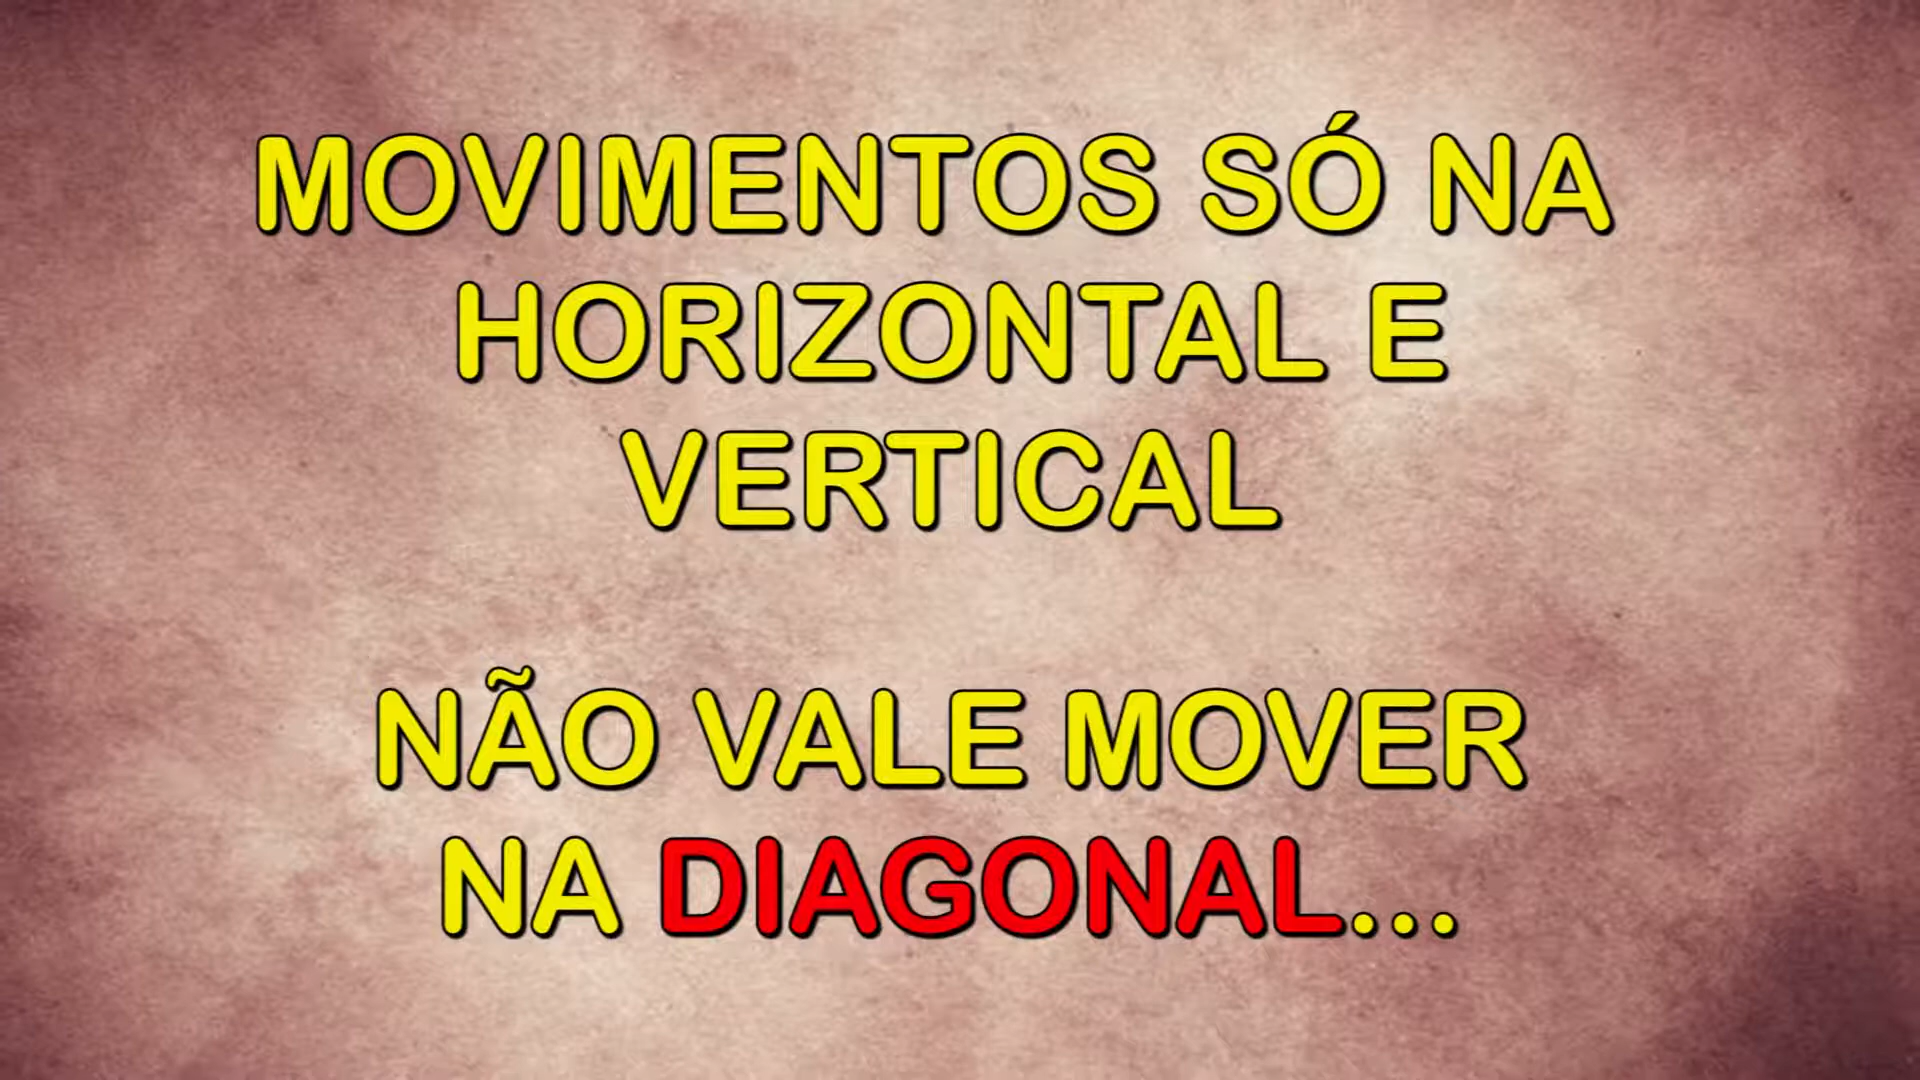 MOVIMENTOS SÓ NA
HORIZONTAL E
VERTICAL
NÃO VALE MOVER
NA DIAGONAL...